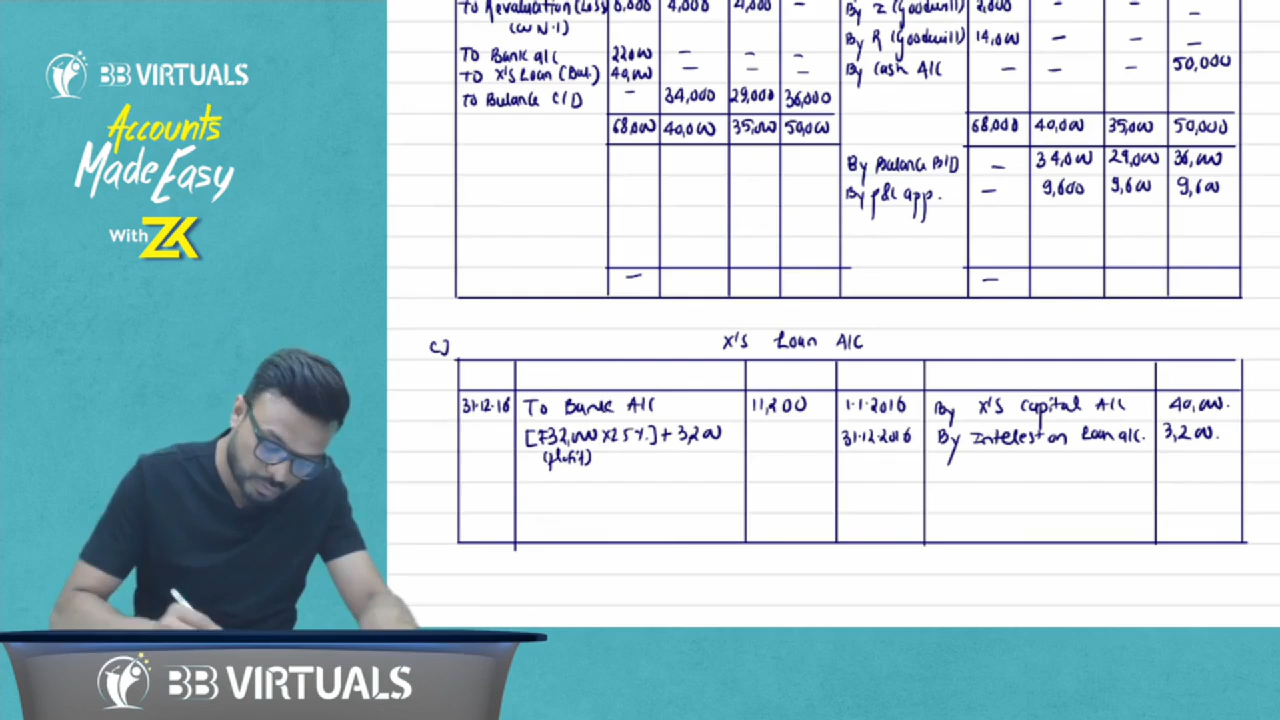 BB VIRTUALS
Accounts
Made Easy
With ZK
To Revaluation (Loss) 6,000 4,000 4,000 - By Z (Goodwill) 2,000 - - -
(WN·1)
By R (Goodwill) 14,000 - - -
To Bank a/c 22,000 - - -
To X's Loan (Bal.) 40,000 - - - By Cash A/C - - - 50,000
To Balance C/D - 34,000 29,000 36,000
68,000 40,000 35,000 50,000 68,000 40,000 35,000 50,000
By Balance B/D - 34,000 29,000 36,000
By P&L app. - 9,600 9,600 9,600
- -
C] X's Loan A/C
31·12·16 To Bank A/C 11,200 1·1·2016 By X's Capital A/C 40,000.
[₹32,000 x 25%] + 3,200 31·12·2016 By Interest on Loan a/c. 3,200.
(profit)
BB VIRTUALS